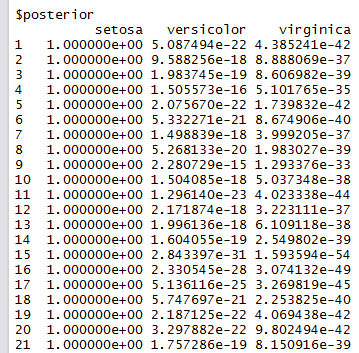 $posterior
setosa versicolor virginica
1 1.000000e+00 5.087494e-22 4.385241e-42
2 1.000000e+00 9.588256e-18 8.888069e-37
3 1.000000e+00 1.983745e-19 8.606982e-39
4 1.000000e+00 1.505573e-16 5.101765e-35
5 1.000000e+00 2.075670e-22 1.739832e-42
6 1.000000e+00 5.332271e-21 8.674906e-40
7 1.000000e+00 1.498839e-18 3.999205e-37
8 1.000000e+00 5.268133e-20 1.983027e-39
9 1.000000e+00 2.280729e-15 1.293376e-33
10 1.000000e+00 1.504085e-18 5.037348e-38
11 1.000000e+00 1.296140e-23 4.023338e-44
12 1.000000e+00 2.171874e-18 3.223111e-37
13 1.000000e+00 1.996136e-18 6.109118e-38
14 1.000000e+00 1.604055e-19 2.549802e-39
15 1.000000e+00 2.843397e-31 1.593594e-54
16 1.000000e+00 2.330545e-28 3.074132e-49
17 1.000000e+00 5.136116e-25 3.269819e-45
18 1.000000e+00 5.747697e-21 2.253825e-40
19 1.000000e+00 2.187125e-22 4.069438e-42
20 1.000000e+00 3.297882e-22 9.802494e-42
21 1.000000e+00 1.757286e-19 8.150916e-39